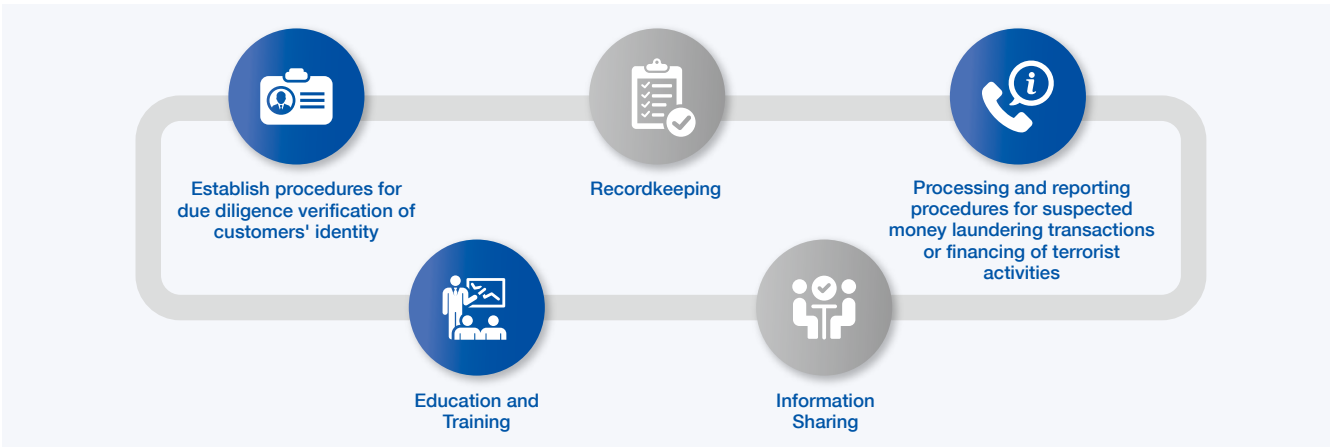 Establish procedures for
due diligence verification of
customers' identity
Recordkeeping
Processing and reporting
procedures for suspected
money laundering transactions
or financing of terrorist
activities
Education and
Training
Information
Sharing